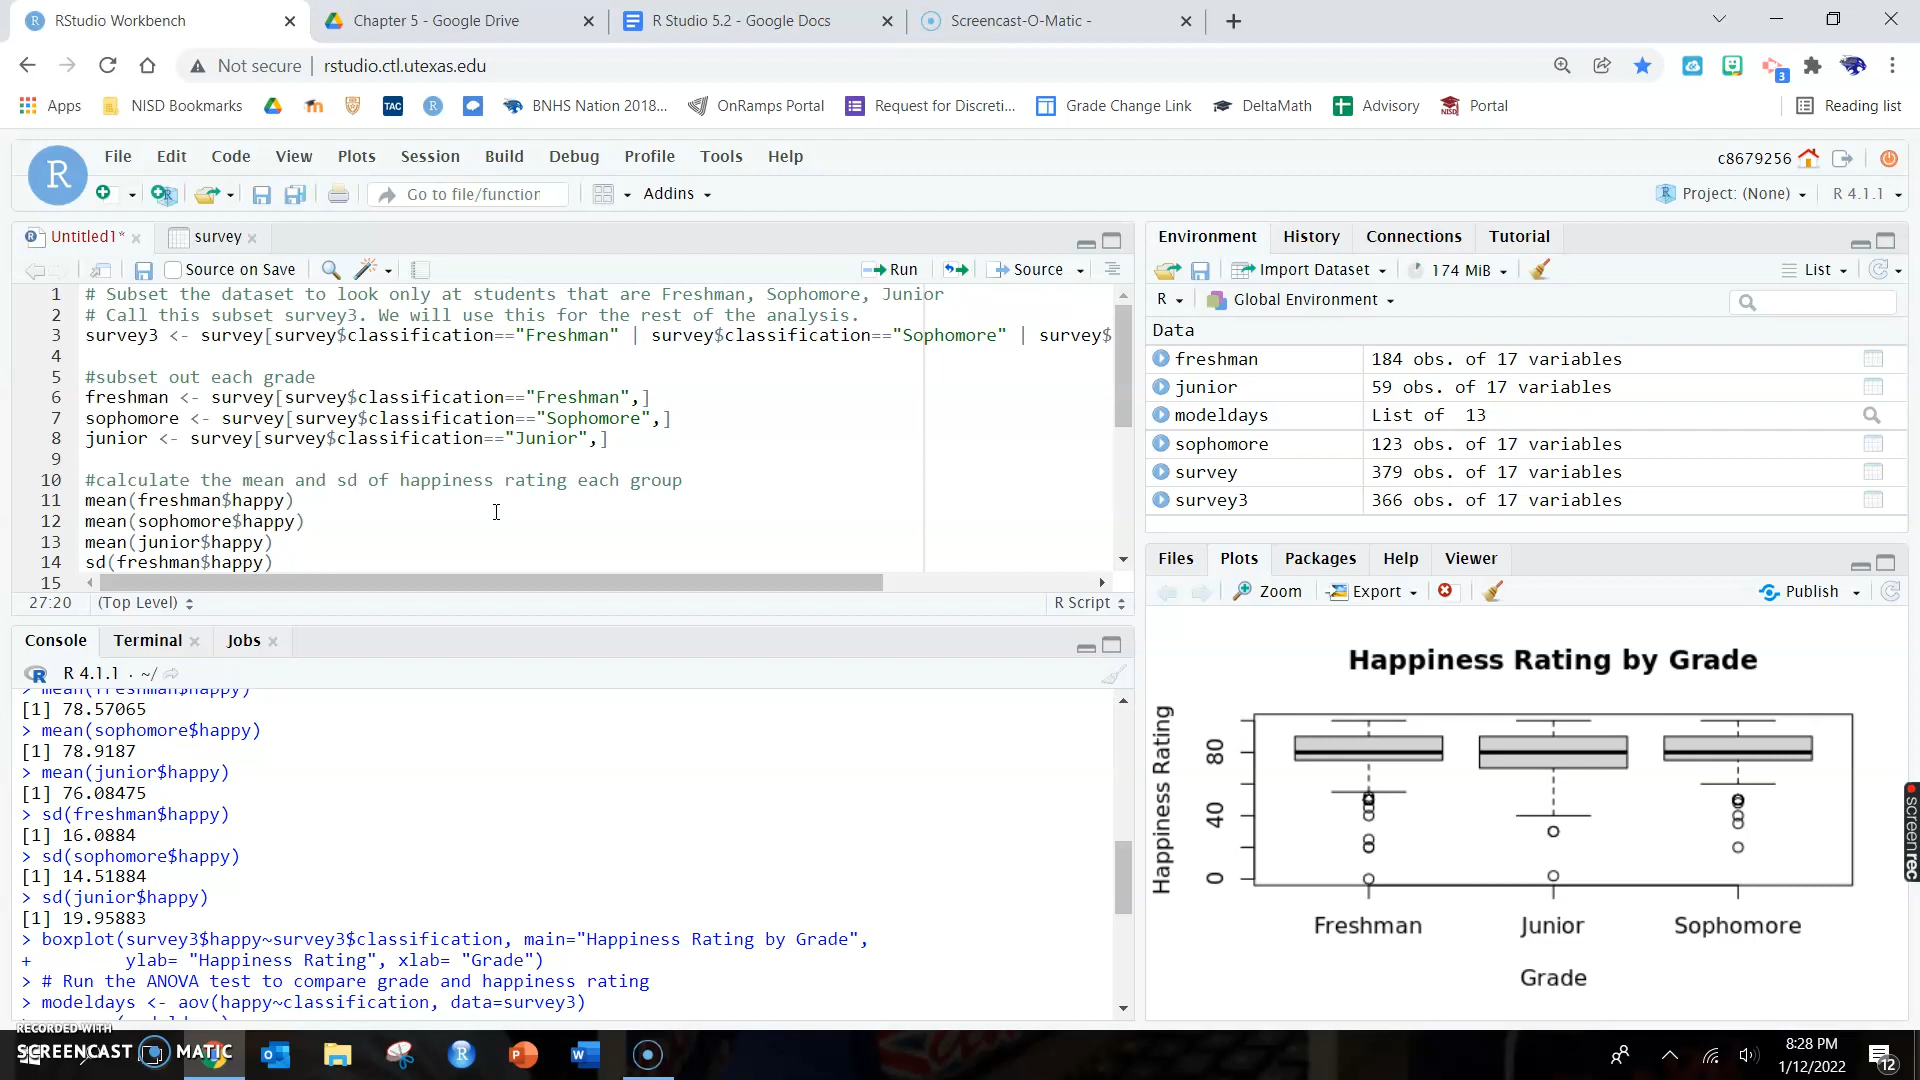 RStudio Workbench
Chapter 5 - Google Drive
R Studio 5.2 - Google Docs
Screencast-O-Matic -
Not secure | rstudio.ctl.utexas.edu
3
Apps
NISD Bookmarks
TAC
R
BNHS Nation 2018...
OnRamps Portal
Request for Discreti...
Grade Change Link
DeltaMath
Advisory
Portal
Reading list
R
File Edit Code View Plots Session Build Debug Profile Tools Help
c8679256
Go to file/function
Addins
Project: (None)
R 4.1.1
Untitled1*
survey
Source on Save
Run
Source
1 # Subset the dataset to look only at students that are Freshman, Sophomore, Junior
2 # Call this subset survey3. We will use this for the rest of the analysis.
3 survey3 <- survey[survey$classification=="Freshman" | survey$classification=="Sophomore" | survey$
4
5 #subset out each grade
6 freshman <- survey[survey$classification=="Freshman",]
7 sophomore <- survey[survey$classification=="Sophomore",]
8 junior <- survey[survey$classification=="Junior",]
9
10 #calculate the mean and sd of happiness rating each group
11 mean(freshman$happy)
12 mean(sophomore$happy)
13 mean(junior$happy)
14 sd(freshman$happy)
15
27:20 (Top Level)
R Script
Console Terminal Jobs
R 4.1.1 . ~/
> mean(freshman$happy)
[1] 78.57065
> mean(sophomore$happy)
[1] 78.9187
> mean(junior$happy)
[1] 76.08475
> sd(freshman$happy)
[1] 16.0884
> sd(sophomore$happy)
[1] 14.51884
> sd(junior$happy)
[1] 19.95883
> boxplot(survey3$happy~survey3$classification, main="Happiness Rating by Grade",
+ ylab= "Happiness Rating", xlab= "Grade")
> # Run the ANOVA test to compare grade and happiness rating
> modeldays <- aov(happy~classification, data=survey3)
Environment History Connections Tutorial
Import Dataset
174 MiB
List
R
Global Environment
Data
freshman 184 obs. of 17 variables
junior 59 obs. of 17 variables
modeldays List of 13
sophomore 123 obs. of 17 variables
survey 379 obs. of 17 variables
survey3 366 obs. of 17 variables
Files Plots Packages Help Viewer
Zoom
Export
Publish
Happiness Rating by Grade
Happiness Rating
80
40
0
Freshman
Junior
Sophomore
Grade
screenrec
RECORDED WITH
SCREENCAST MATIC
8:28 PM
1/12/2022
12